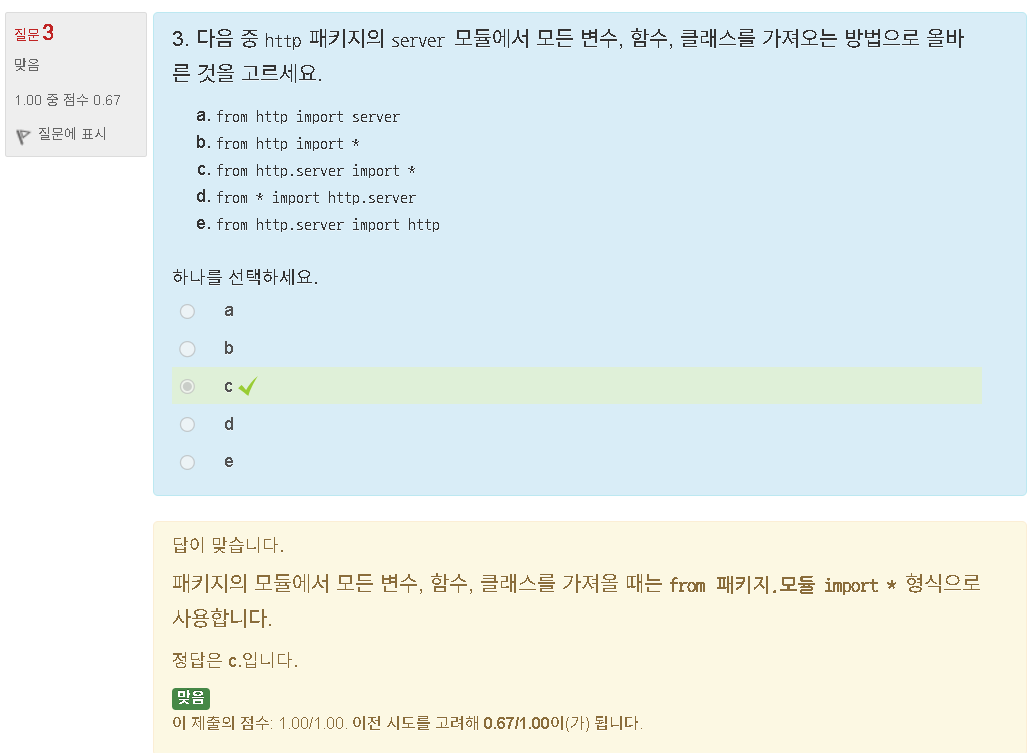 질문 3
맞음
1.00 중 점수 0.67
질문에 표시
3. 다음 중 http 패키지의 server 모듈에서 모든 변수, 함수, 클래스를 가져오는 방법으로 올바
른 것을 고르세요.
a. from http import server
b. from http import *
c. from http.server import *
d. from * import http.server
e. from http.server import http
하나를 선택하세요.
a
b
c
d
e
답이 맞습니다.
패키지의 모듈에서 모든 변수, 함수, 클래스를 가져올 때는 from 패키지.모듈 import * 형식으로
사용합니다.
정답은 c.입니다.
맞음
이 제출의 점수: 1.00/1.00. 이전 시도를 고려해 0.67/1.00이(가) 됩니다.